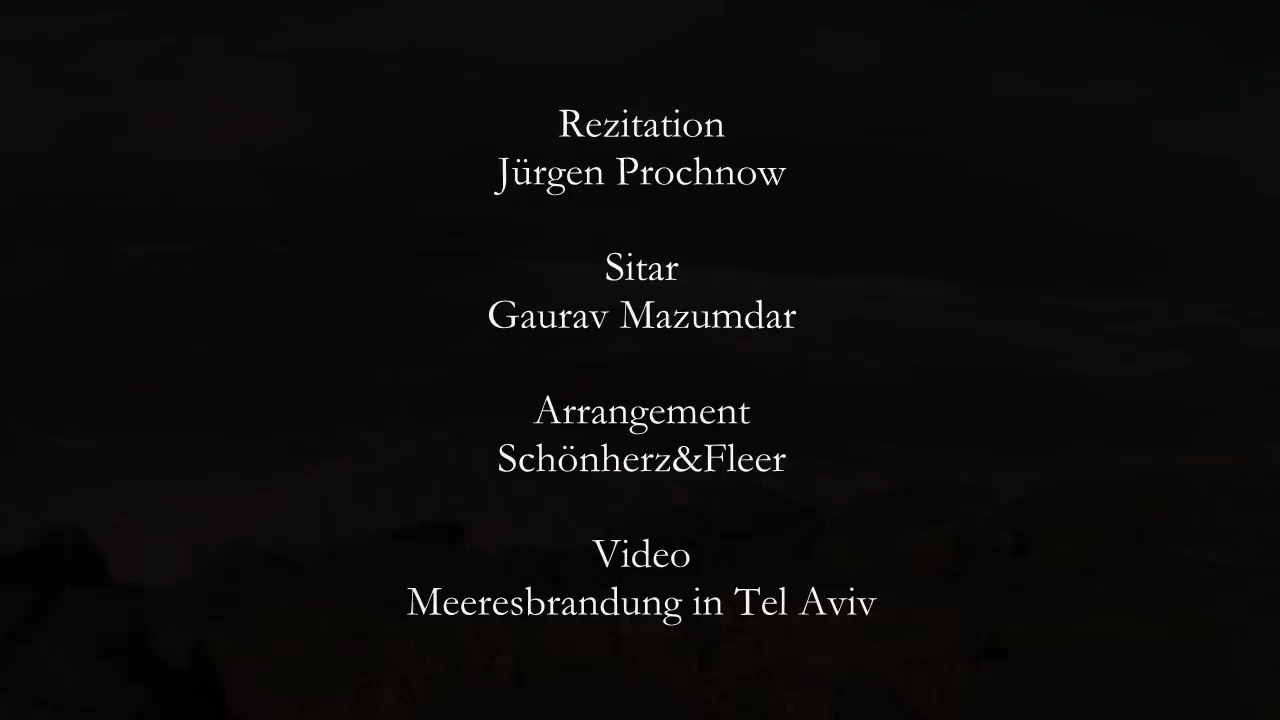 Rezitation
Jürgen Prochnow
Sitar
Gaurav Mazumdar
Arrangement
Schönherz&Fleer
Video
Meeresbrandung in Tel Aviv